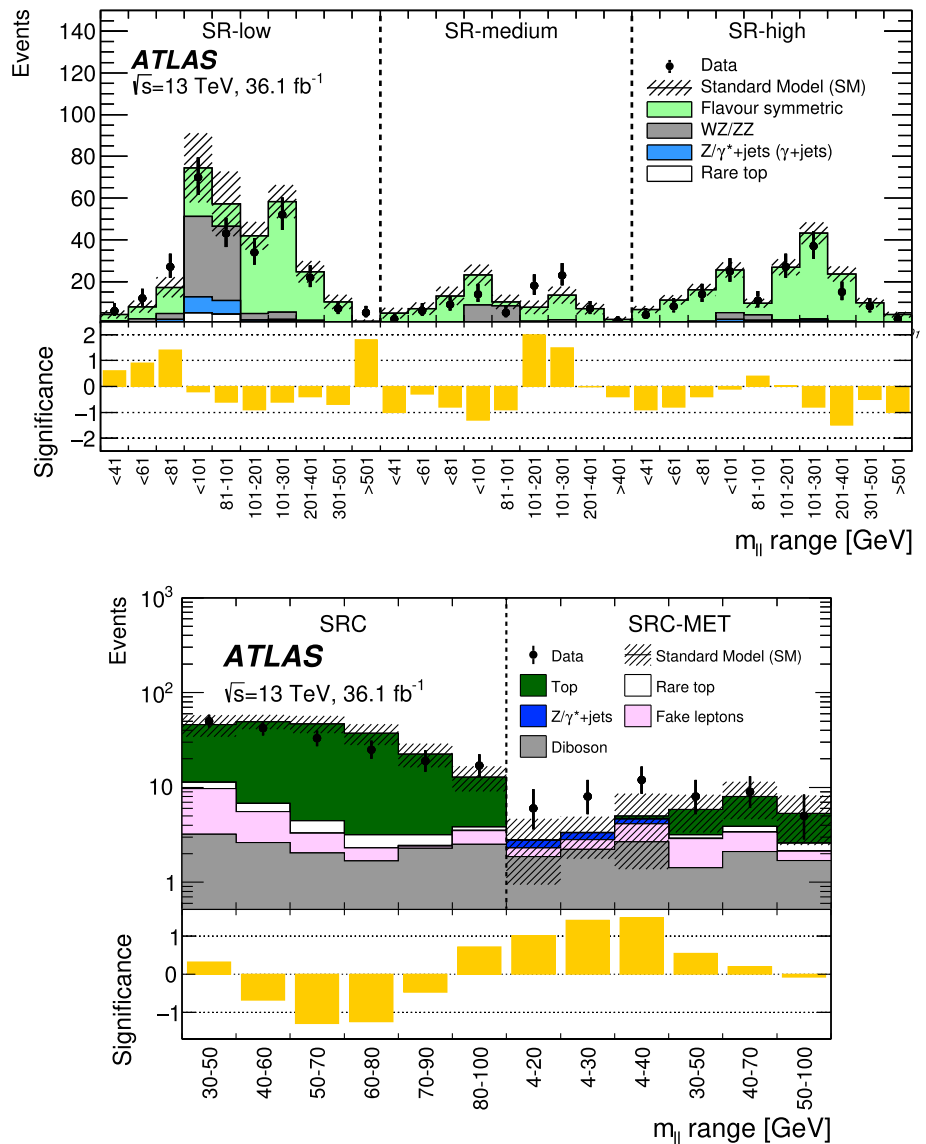 Events
140
120
100
80
60
40
20
SR-low
SR-medium
SR-high
ATLAS
√s=13 TeV, 36.1 fb⁻¹
Data
Standard Model (SM)
Flavour symmetric
WZ/ZZ
Z/γ*+jets (γ+jets)
Rare top
Significance
2
1
0
−1
−2
<41
<61
<81
<101
81-101
101-201
101-301
201-401
301-501
>501
<41
<61
<81
<101
81-101
101-201
101-301
201-401
>401
<41
<61
<81
<101
81-101
101-201
101-301
201-401
301-501
>501
m_ll range [GeV]
Events
10³
10²
10
1
SRC
SRC-MET
ATLAS
√s=13 TeV, 36.1 fb⁻¹
Data
Standard Model (SM)
Top
Rare top
Z/γ*+jets
Fake leptons
Diboson
Significance
1
0
−1
30-50
40-60
50-70
60-80
70-90
80-100
4-20
4-30
4-40
30-50
40-70
50-100
m_ll range [GeV]